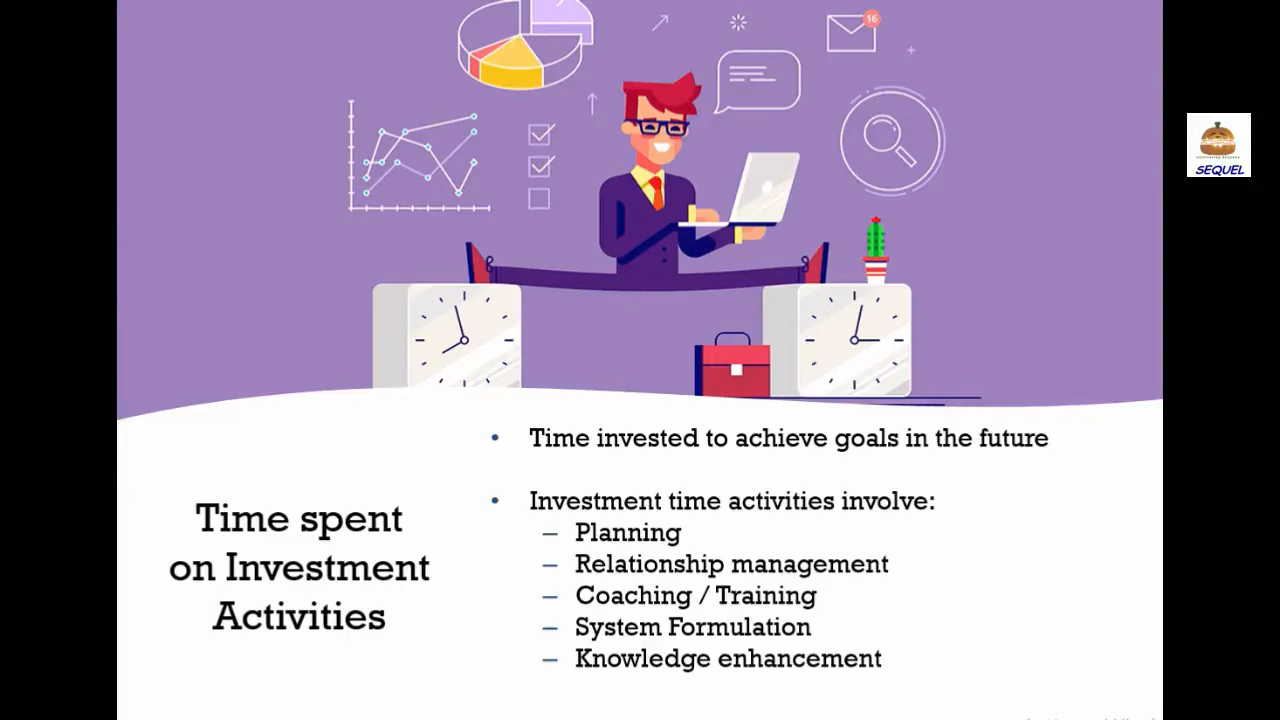 16
SEQUEL
Time spent
on Investment
Activities
• Time invested to achieve goals in the future
• Investment time activities involve:
– Planning
– Relationship management
– Coaching / Training
– System Formulation
– Knowledge enhancement